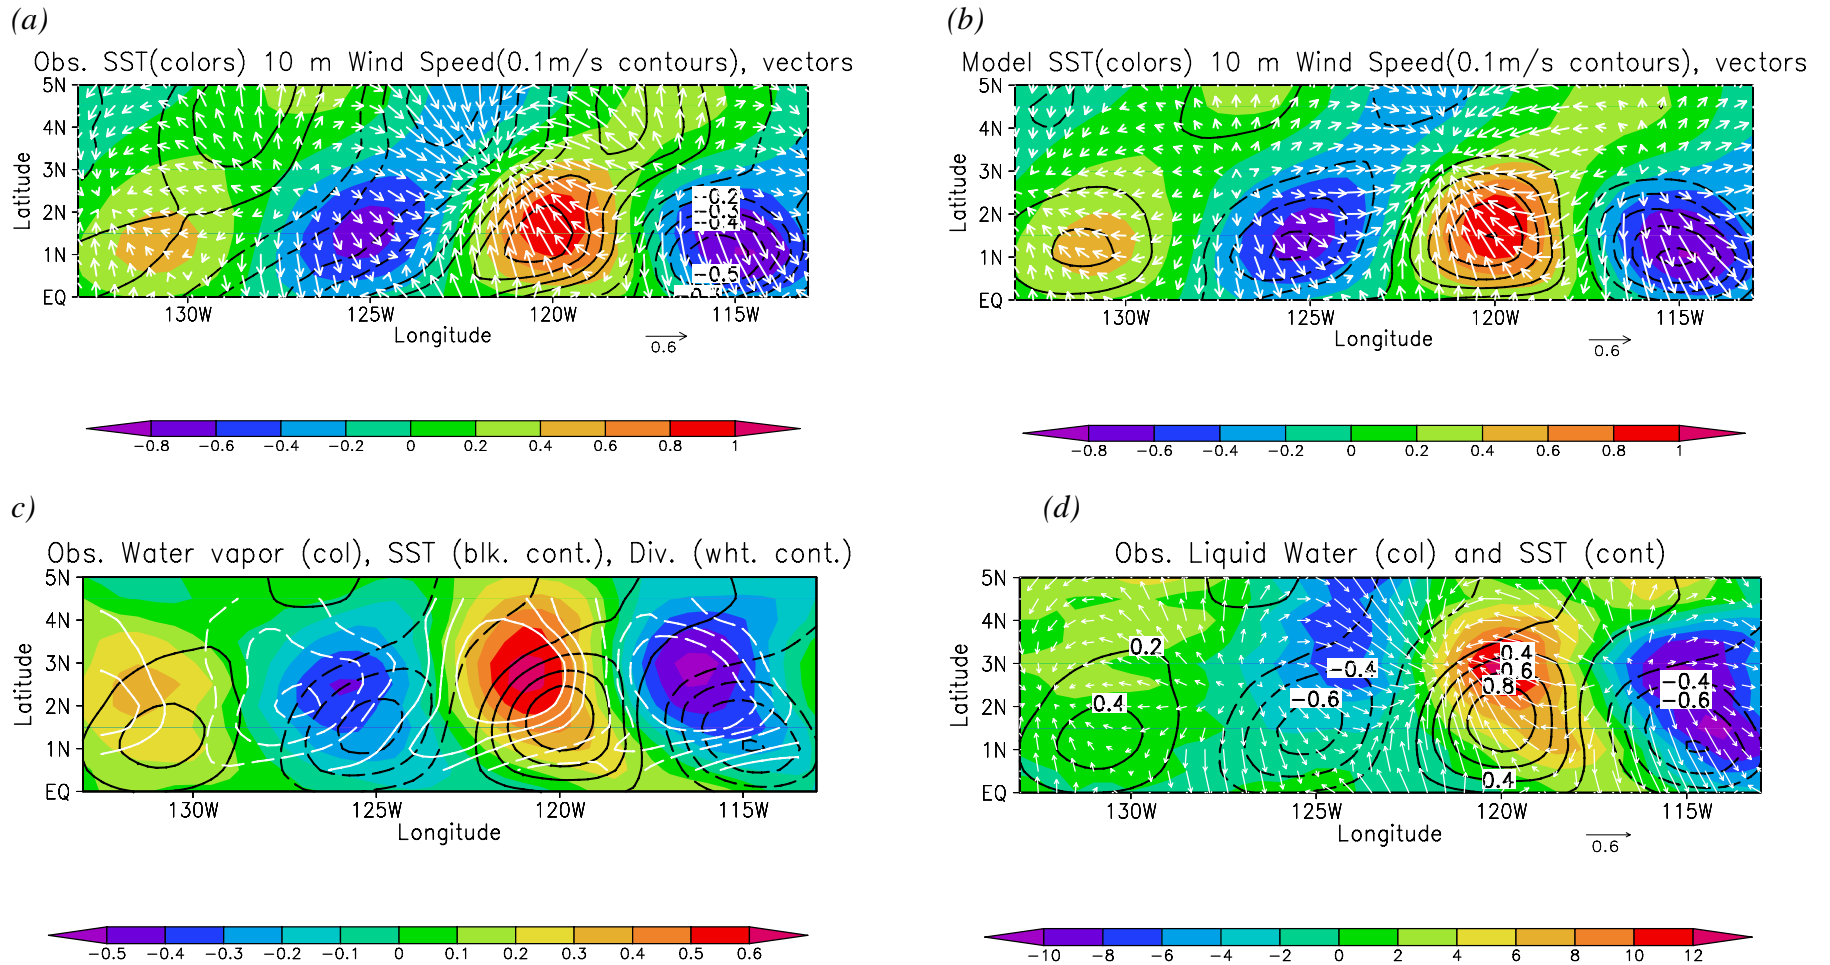 (a)
Obs. SST(colors) 10 m Wind Speed(0.1m/s contours), vectors
5N
4N
3N
2N
1N
EQ
Latitude
-0.2
-0.3
-0.4
-0.5
130W 125W 120W 115W
Longitude
0.6
-0.8 -0.6 -0.4 -0.2 0 0.2 0.4 0.6 0.8 1
(b)
Model SST(colors) 10 m Wind Speed(0.1m/s contours), vectors
5N
4N
3N
2N
1N
EQ
Latitude
130W 125W 120W 115W
Longitude
0.6
-0.8 -0.6 -0.4 -0.2 0 0.2 0.4 0.6 0.8 1
c)
Obs. Water vapor (col), SST (blk. cont.), Div. (wht. cont.)
5N
4N
3N
2N
1N
EQ
Latitude
130W 125W 120W 115W
Longitude
-0.5 -0.4 -0.3 -0.2 -0.1 0 0.1 0.2 0.3 0.4 0.5 0.6
(d)
Obs. Liquid Water (col) and SST (cont)
5N
4N
3N
2N
1N
EQ
Latitude
0.2
0.4
-0.4
-0.6
0.4
0.6
0.8
0.4
-0.4
-0.6
130W 125W 120W 115W
Longitude
0.6
-10 -8 -6 -4 -2 0 2 4 6 8 10 12